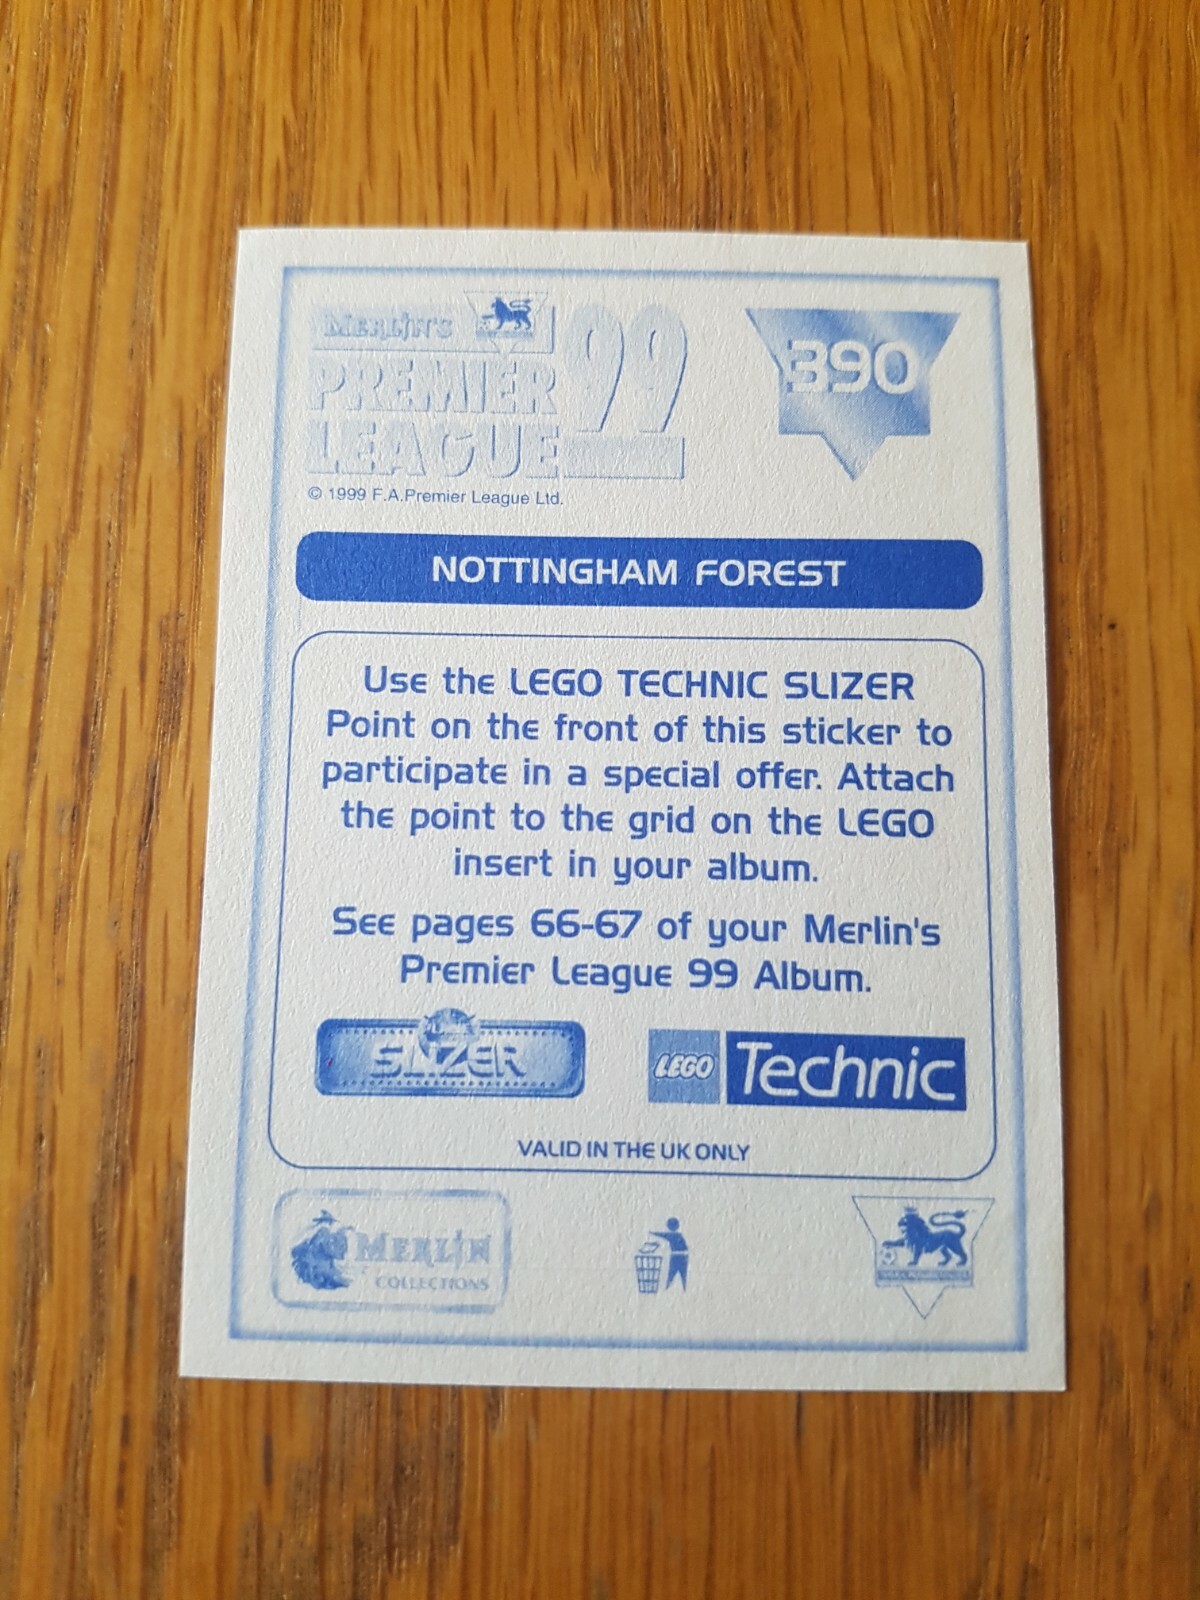 MERLIN'S
PREMIER
LEAGUE
99
390
© 1999 F.A.Premier League Ltd.
NOTTINGHAM FOREST
Use the LEGO TECHNIC SLIZER
Point on the front of this sticker to
participate in a special offer. Attach
the point to the grid on the LEGO
insert in your album.
See pages 66-67 of your Merlin's
Premier League 99 Album.
SLIZER
LEGO Technic
VALID IN THE UK ONLY
MERLIN
COLLECTIONS